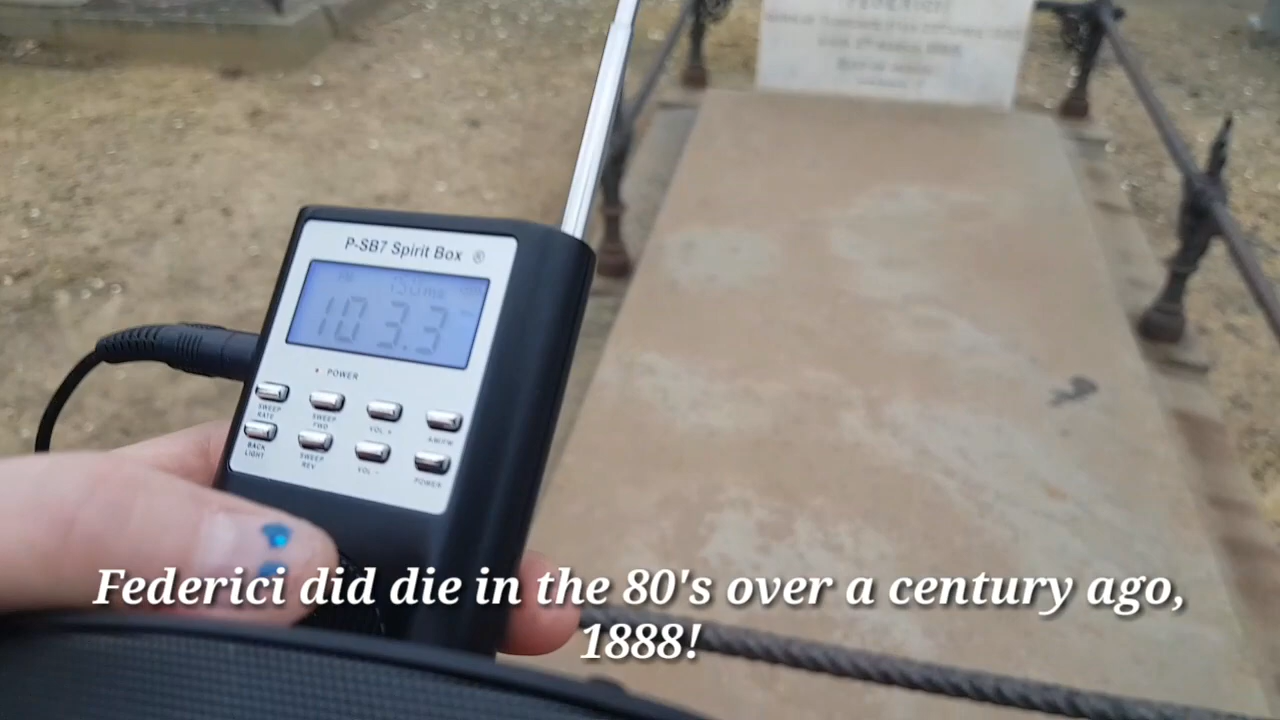 FEDERICI
P-SB7 Spirit Box ®
150ms
103.3
POWER
SWEEP RATE
SWEEP FWD
VOL +
AM/FM
BACK LIGHT
SWEEP REV
VOL -
POWER
Federici did die in the 80's over a century ago,
1888!